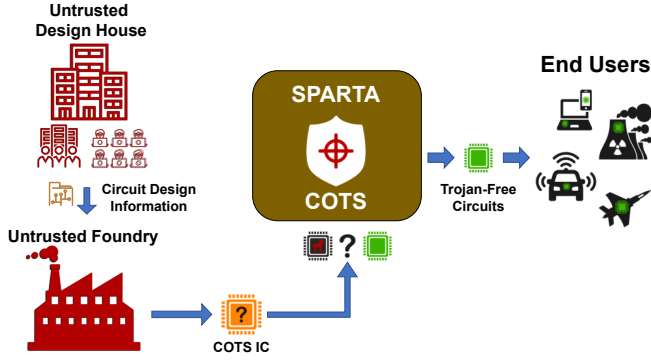 Untrusted
Design House
Circuit Design
Information
Untrusted Foundry
?
COTS IC
SPARTA
COTS
?
Trojan-Free
Circuits
End Users